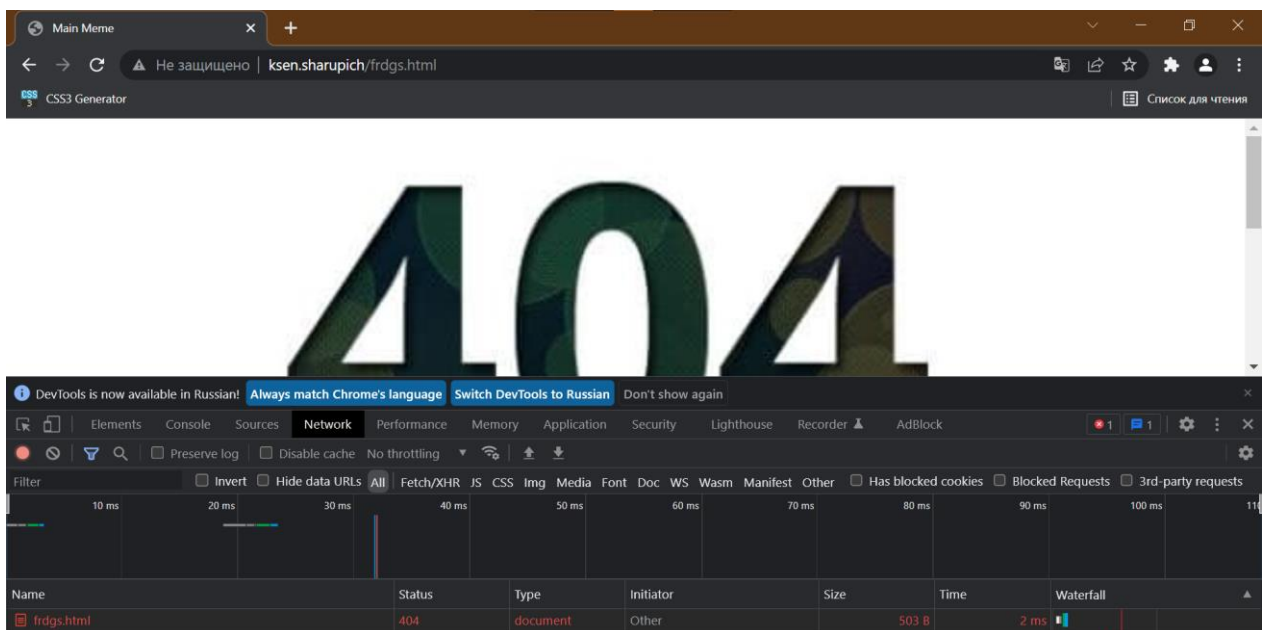 Main Meme
Не защищено | ksen.sharupich/frdgs.html
CSS3 Generator
Список для чтения
404
DevTools is now available in Russian! Always match Chrome's language Switch DevTools to Russian Don't show again
Elements Console Sources Network Performance Memory Application Security Lighthouse Recorder AdBlock 1 1
Preserve log Disable cache No throttling
Filter Invert Hide data URLs All Fetch/XHR JS CSS Img Media Font Doc WS Wasm Manifest Other Has blocked cookies Blocked Requests 3rd-party requests
10 ms 20 ms 30 ms 40 ms 50 ms 60 ms 70 ms 80 ms 90 ms 100 ms
Name Status Type Initiator Size Time Waterfall
frdgs.html 404 document Other 503 B 2 ms